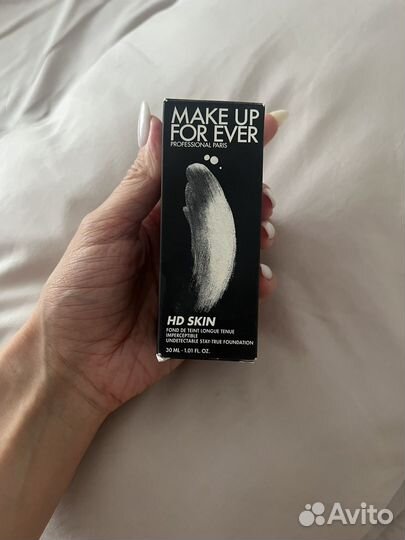 MAKE UP
FOR EVER
PROFESSIONAL PARIS
HD SKIN
FOND DE TEINT LONGUE TENUE
IMPERCEPTIBLE
UNDETECTABLE STAY-TRUE FOUNDATION
30 ML - 1.01 FL. OZ.
Avito